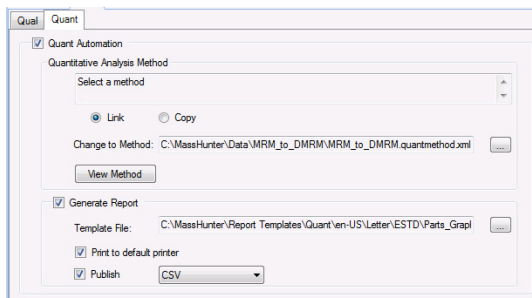 Qual Quant
Quant Automation
Quantitative Analysis Method
Select a method
Link Copy
Change to Method: C:\MassHunter\Data\MRM_to_DMRM\MRM_to_DMRM.quantmethod.xml ...
View Method
Generate Report
Template File: C:\MassHunter\Report Templates\Quant\en-US\Letter\ESTD\Parts_Grapl ...
Print to default printer
Publish CSV